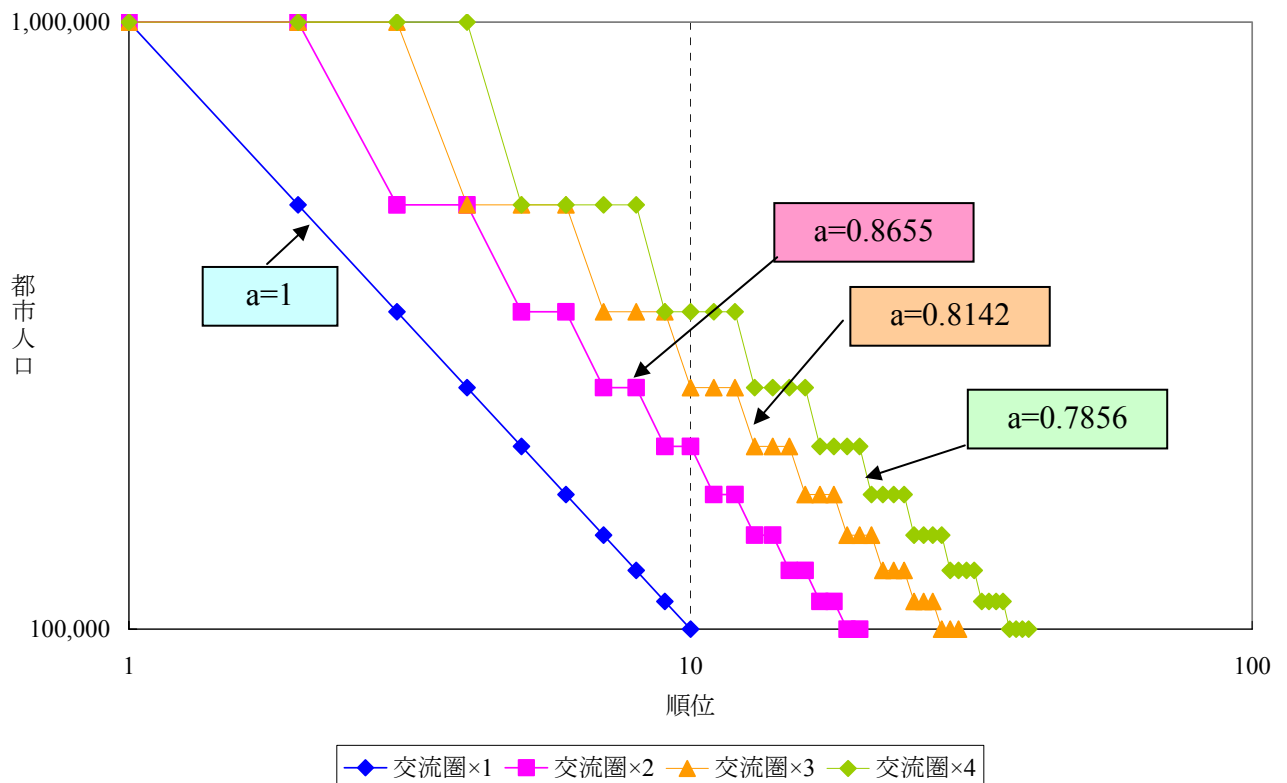 1,000,000
a=0.8655
a=1
a=0.8142
都市人口
a=0.7856
100,000
1
10
100
順位
交流圏×1
交流圏×2
交流圏×3
交流圏×4